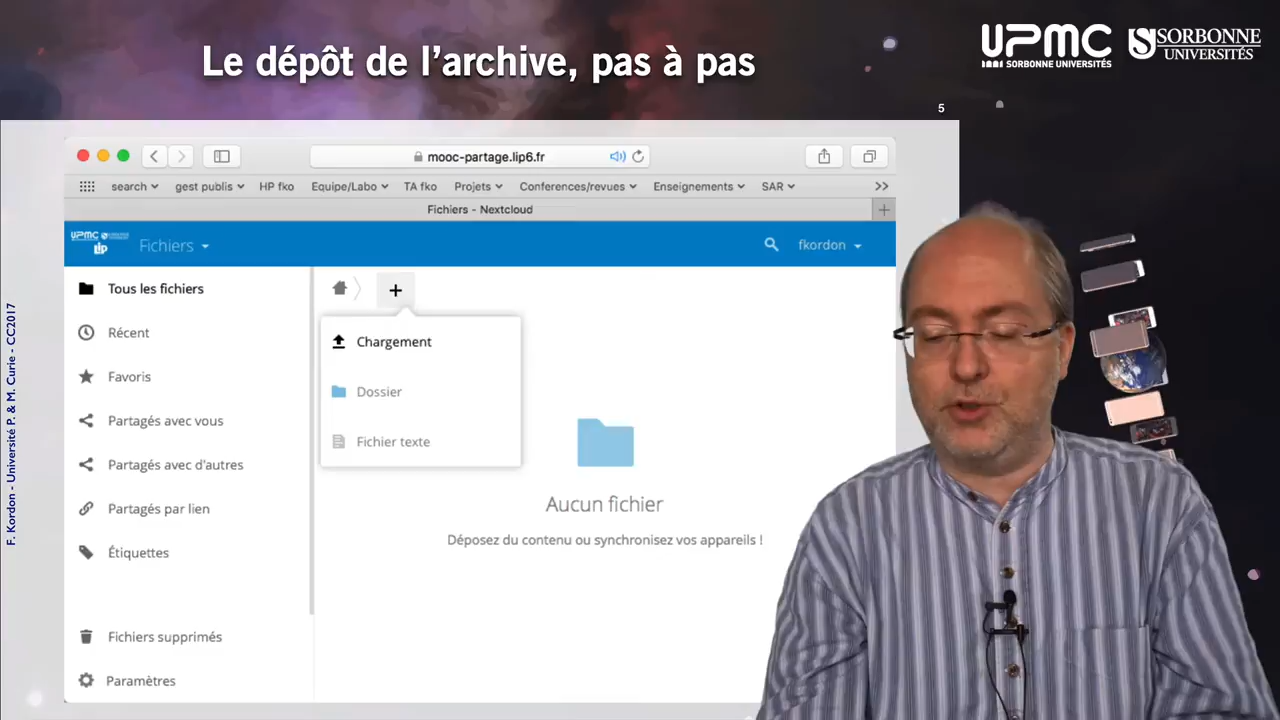 Le dépôt de l'archive, pas à pas
UPMC
SORBONNE UNIVERSITÉS
SORBONNE
UNIVERSITÉS
5
mooc-partage.lip6.fr
search
gest publis
HP fko
Equipe/Labo
TA fko
Projets
Conferences/revues
Enseignements
SAR
>>
Fichiers - Nextcloud
+
UPMC
LIP
Fichiers
fkordon
Tous les fichiers
+
Récent
Chargement
Favoris
Dossier
Partagés avec vous
Fichier texte
Partagés avec d'autres
Partagés par lien
Aucun fichier
Étiquettes
Déposez du contenu ou synchronisez vos appareils !
Fichiers supprimés
Paramètres
F. Kordon - Université P. & M. Curie - CC2017